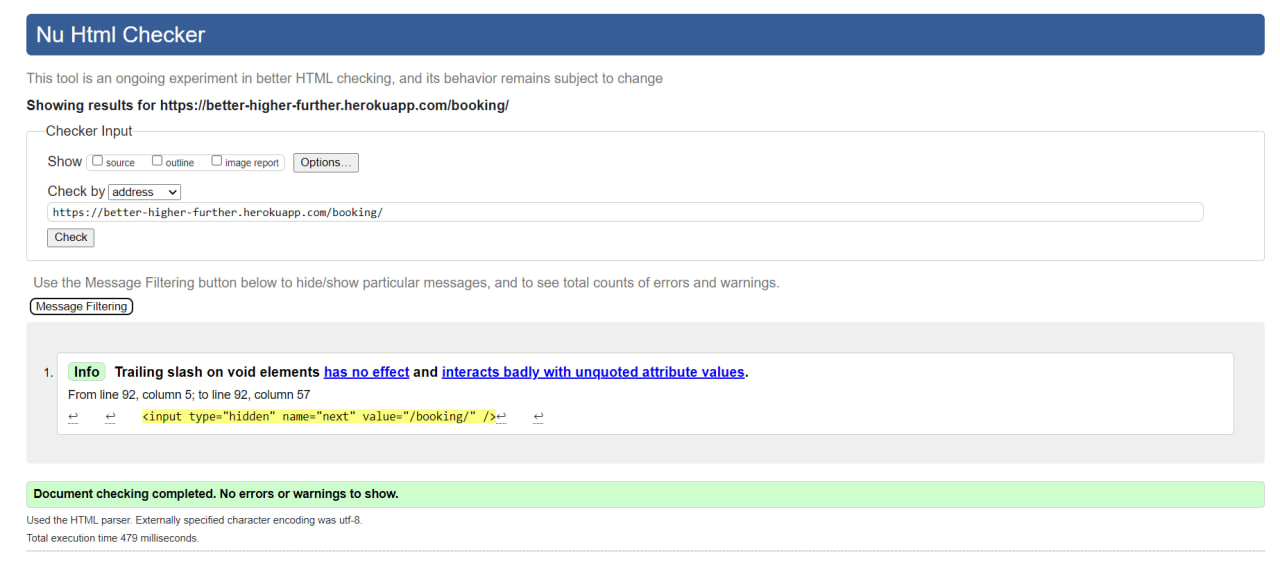 Nu Html Checker
This tool is an ongoing experiment in better HTML checking, and its behavior remains subject to change
Showing results for https://better-higher-further.herokuapp.com/booking/
Checker Input
Show source outline image report Options...
Check by address
https://better-higher-further.herokuapp.com/booking/
Check
Use the Message Filtering button below to hide/show particular messages, and to see total counts of errors and warnings.
Message Filtering
1. Info Trailing slash on void elements has no effect and interacts badly with unquoted attribute values.
From line 92, column 5; to line 92, column 57
↩ ↩ <input type="hidden" name="next" value="/booking/" />↩ ↩
Document checking completed. No errors or warnings to show.
Used the HTML parser. Externally specified character encoding was utf-8.
Total execution time 479 milliseconds.